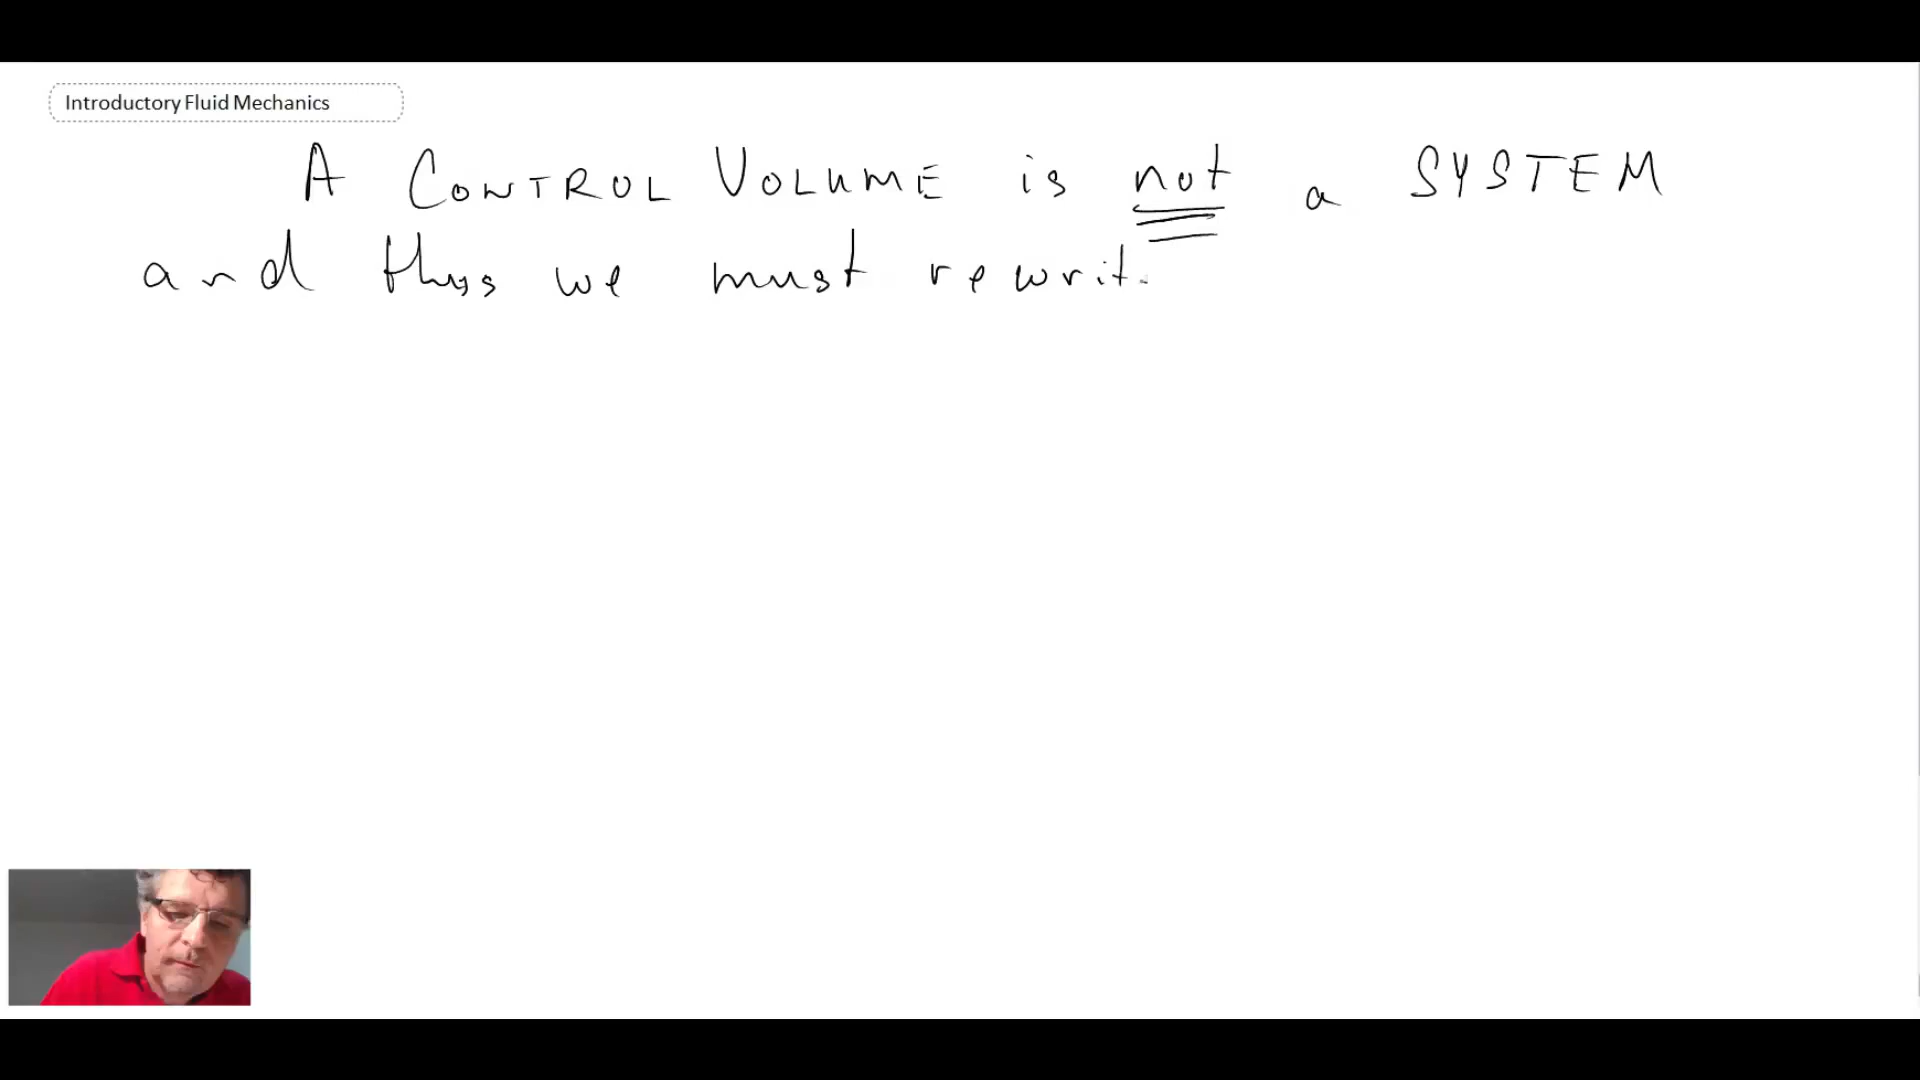 Introductory Fluid Mechanics
A CONTROL VOLUME is not a SYSTEM
and thus we must rewrit